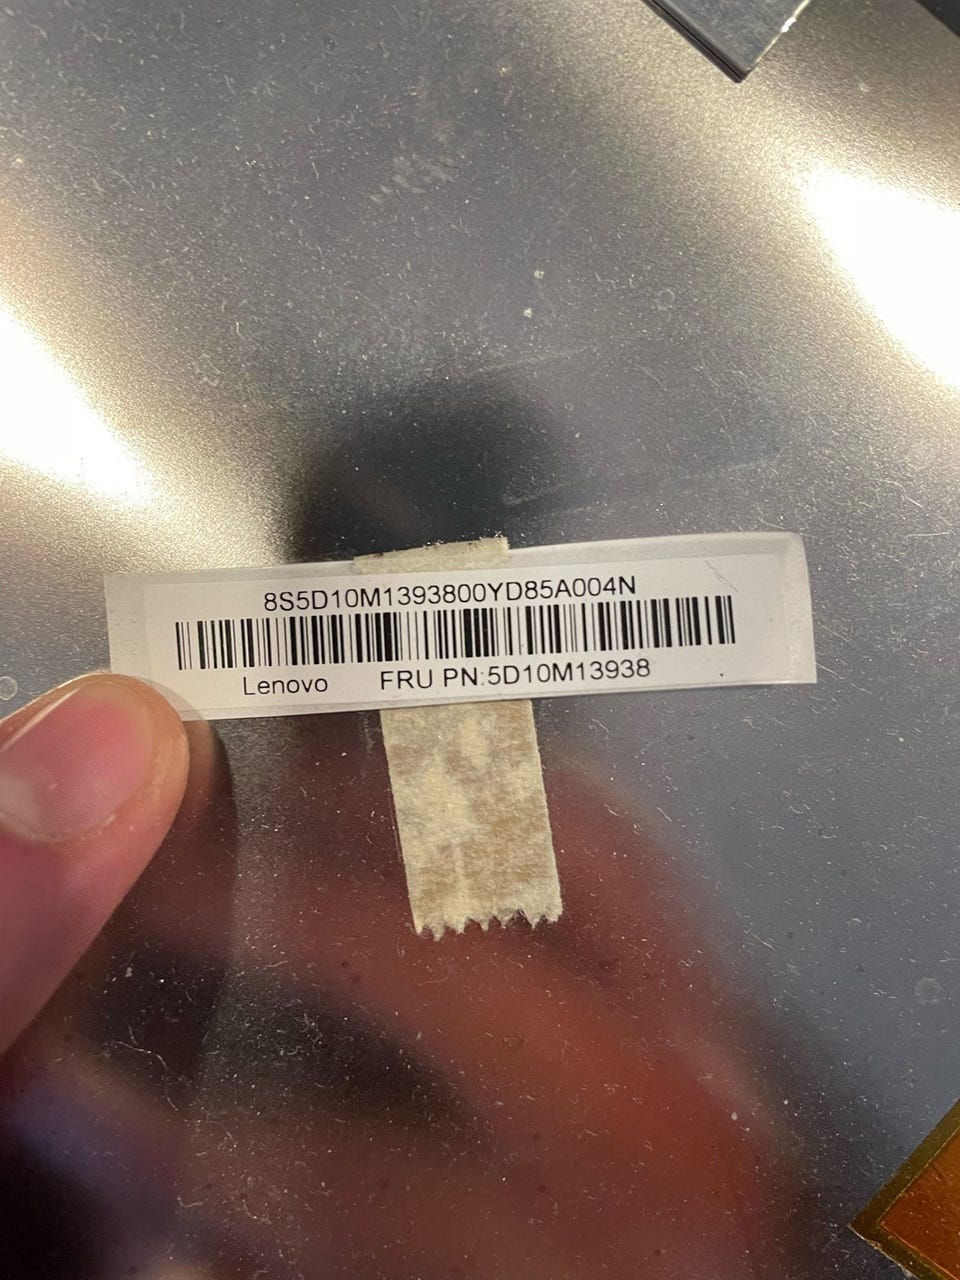 8S5D10M1393800YD85A004N
Lenovo FRU PN:5D10M13938